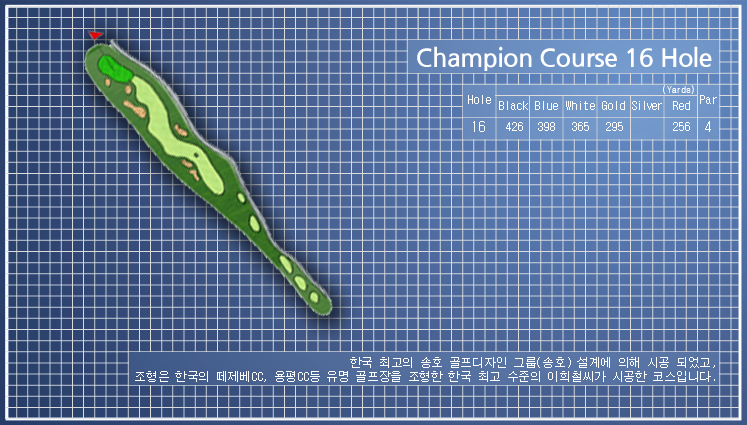 Champion Course 16 Hole
(Yards)
Hole Black Blue White Gold Silver Red Par
16 426 398 365 295 256 4
한국 최고의 송호 골프디자인 그룹(송호) 설계에 의해 시공 되었고,
조형은 한국의 떼제베CC, 용평CC등 유명 골프장을 조형한 한국 최고 수준의 이희철씨가 시공한 코스입니다.